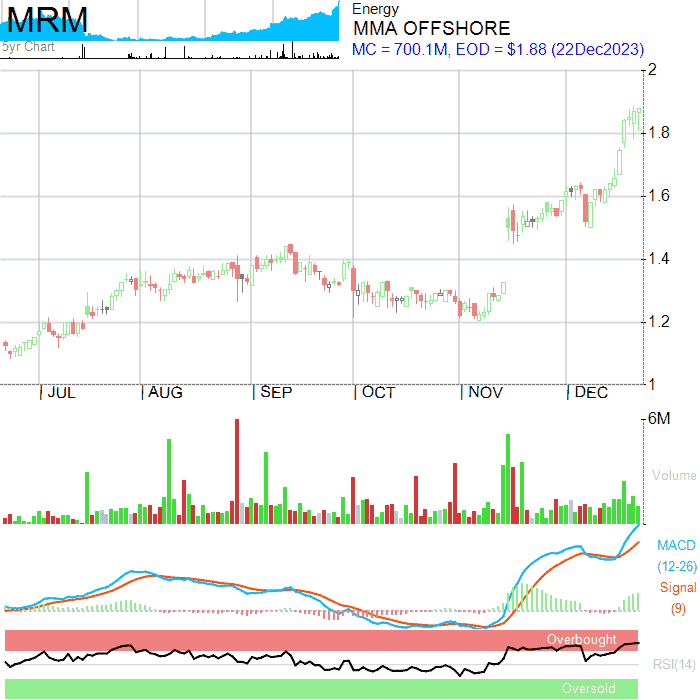 MRM
5yr Chart
Energy
MMA OFFSHORE
MC = 700.1M, EOD = $1.88 (22Dec2023)
2
1.8
1.6
1.4
1.2
1
JUL AUG SEP OCT NOV DEC
6M
Volume
MACD
(12-26)
Signal
(9)
Overbought
RSI(14)
Oversold